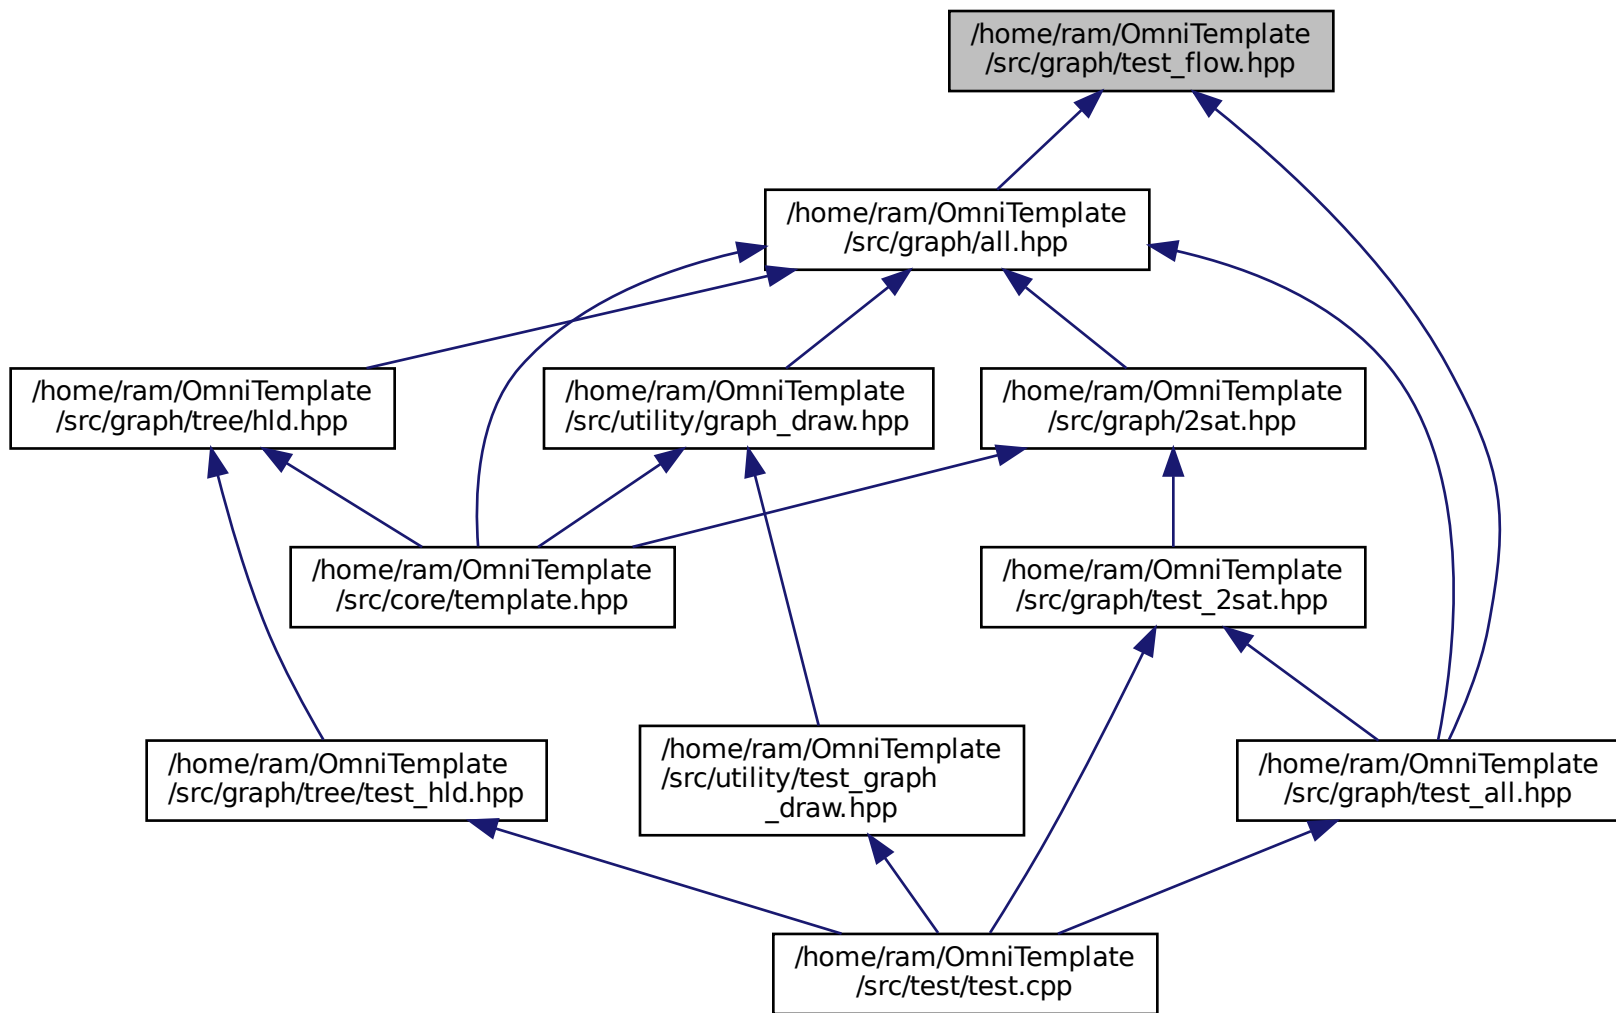 /home/ram/OmniTemplate
/src/graph/test_flow.hpp
/home/ram/OmniTemplate
/src/graph/all.hpp
/home/ram/OmniTemplate
/src/graph/tree/hld.hpp
/home/ram/OmniTemplate
/src/utility/graph_draw.hpp
/home/ram/OmniTemplate
/src/graph/2sat.hpp
/home/ram/OmniTemplate
/src/core/template.hpp
/home/ram/OmniTemplate
/src/graph/test_2sat.hpp
/home/ram/OmniTemplate
/src/graph/tree/test_hld.hpp
/home/ram/OmniTemplate
/src/utility/test_graph
_draw.hpp
/home/ram/OmniTemplate
/src/graph/test_all.hpp
/home/ram/OmniTemplate
/src/test/test.cpp